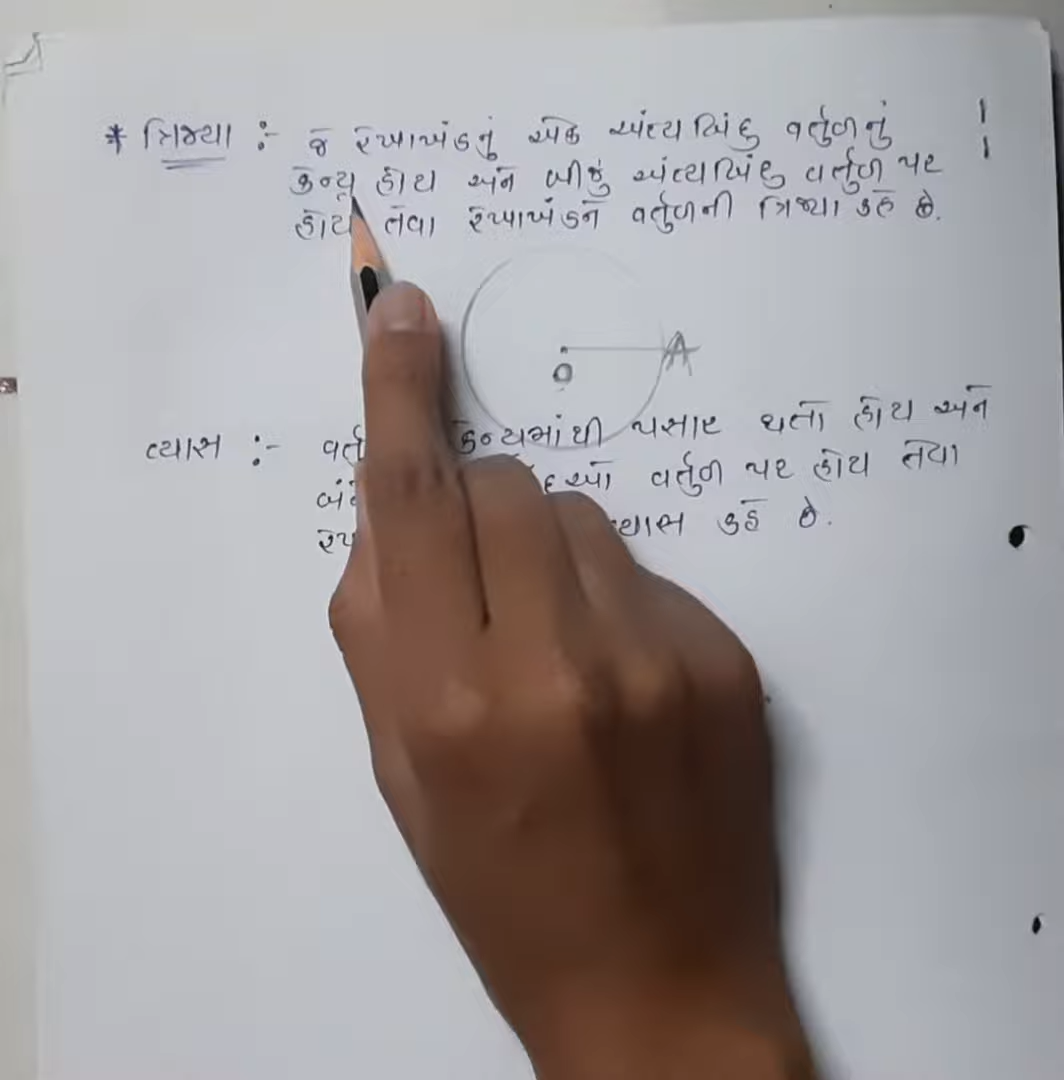 * ત્રિજ્યા :- જે રેખાખંડનું એક અંત્યબિંદુ વર્તુળનું
કેન્દ્ર હોય અને બીજું અંત્યબિંદુ વર્તુળ પર
હોય તેવા રેખાખંડને વર્તુળની ત્રિજ્યા કહે છે.
A
O
વ્યાસ :- કેન્દ્રમાંથી પસાર થતો હોય અને
વર્તુળ પર હોય તેવા
કહે છે.